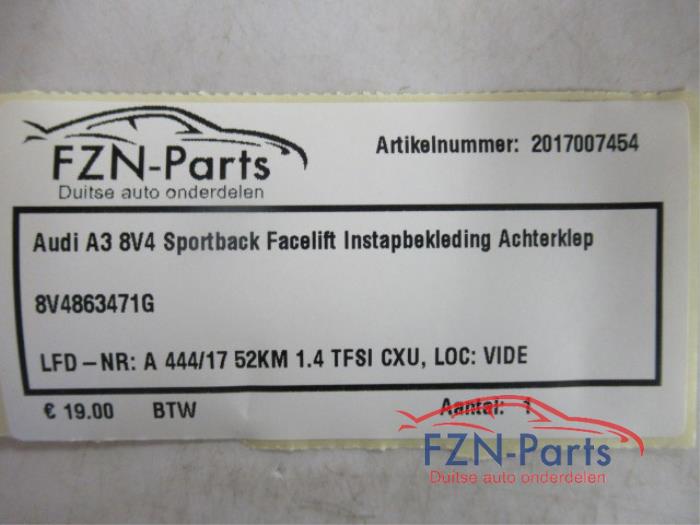 FZN-Parts
Duitse auto onderdelen
Artikelnummer: 2017007454
Audi A3 8V4 Sportback Facelift Instapbekleding Achterklep
8V4863471G
LFD-NR: A 444/17 52KM 1.4 TFSI CXU, LOC: VIDE
€ 19.00 BTW Aantal: 1
FZN-Parts
Duitse auto onderdelen